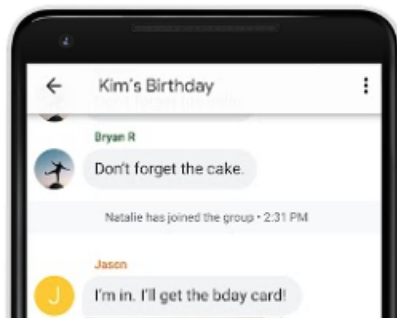 Kim's Birthday
Bryan R
Don't forget the cake.
Natalie has joined the group • 2:31 PM
Jason
J
I'm in. I'll get the bday card!